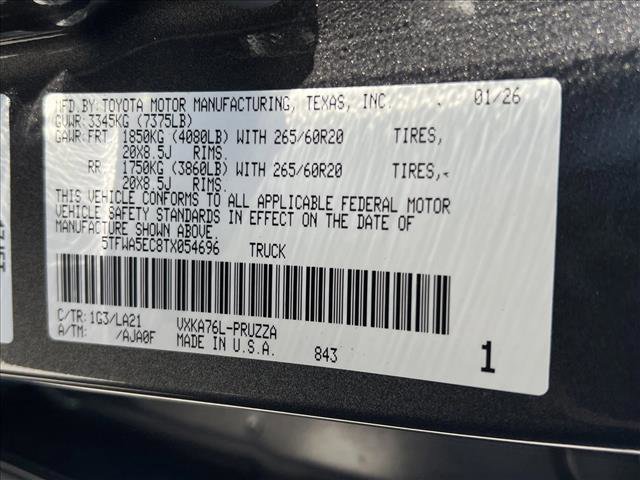 MFD.BY: TOYOTA MOTOR MANUFACTURING, TEXAS, INC. 01/26
GVWR: 3345KG (7375LB)
GAWR: FRT 1850KG (4080LB) WITH 265/60R20 TIRES,
20X8.5J RIMS.
RR 1750KG (3860LB) WITH 265/60R20 TIRES,
20X8.5J RIMS.
THIS VEHICLE CONFORMS TO ALL APPLICABLE FEDERAL MOTOR
VEHICLE SAFETY STANDARDS IN EFFECT ON THE DATE OF
MANUFACTURE SHOWN ABOVE
5TFWA5EC8TX054696 TRUCK
C/TR: 1G3/LA21 VXKA76L-PRUZZA
A/TM: /AJA0F MADE IN U.S.A. 843 1